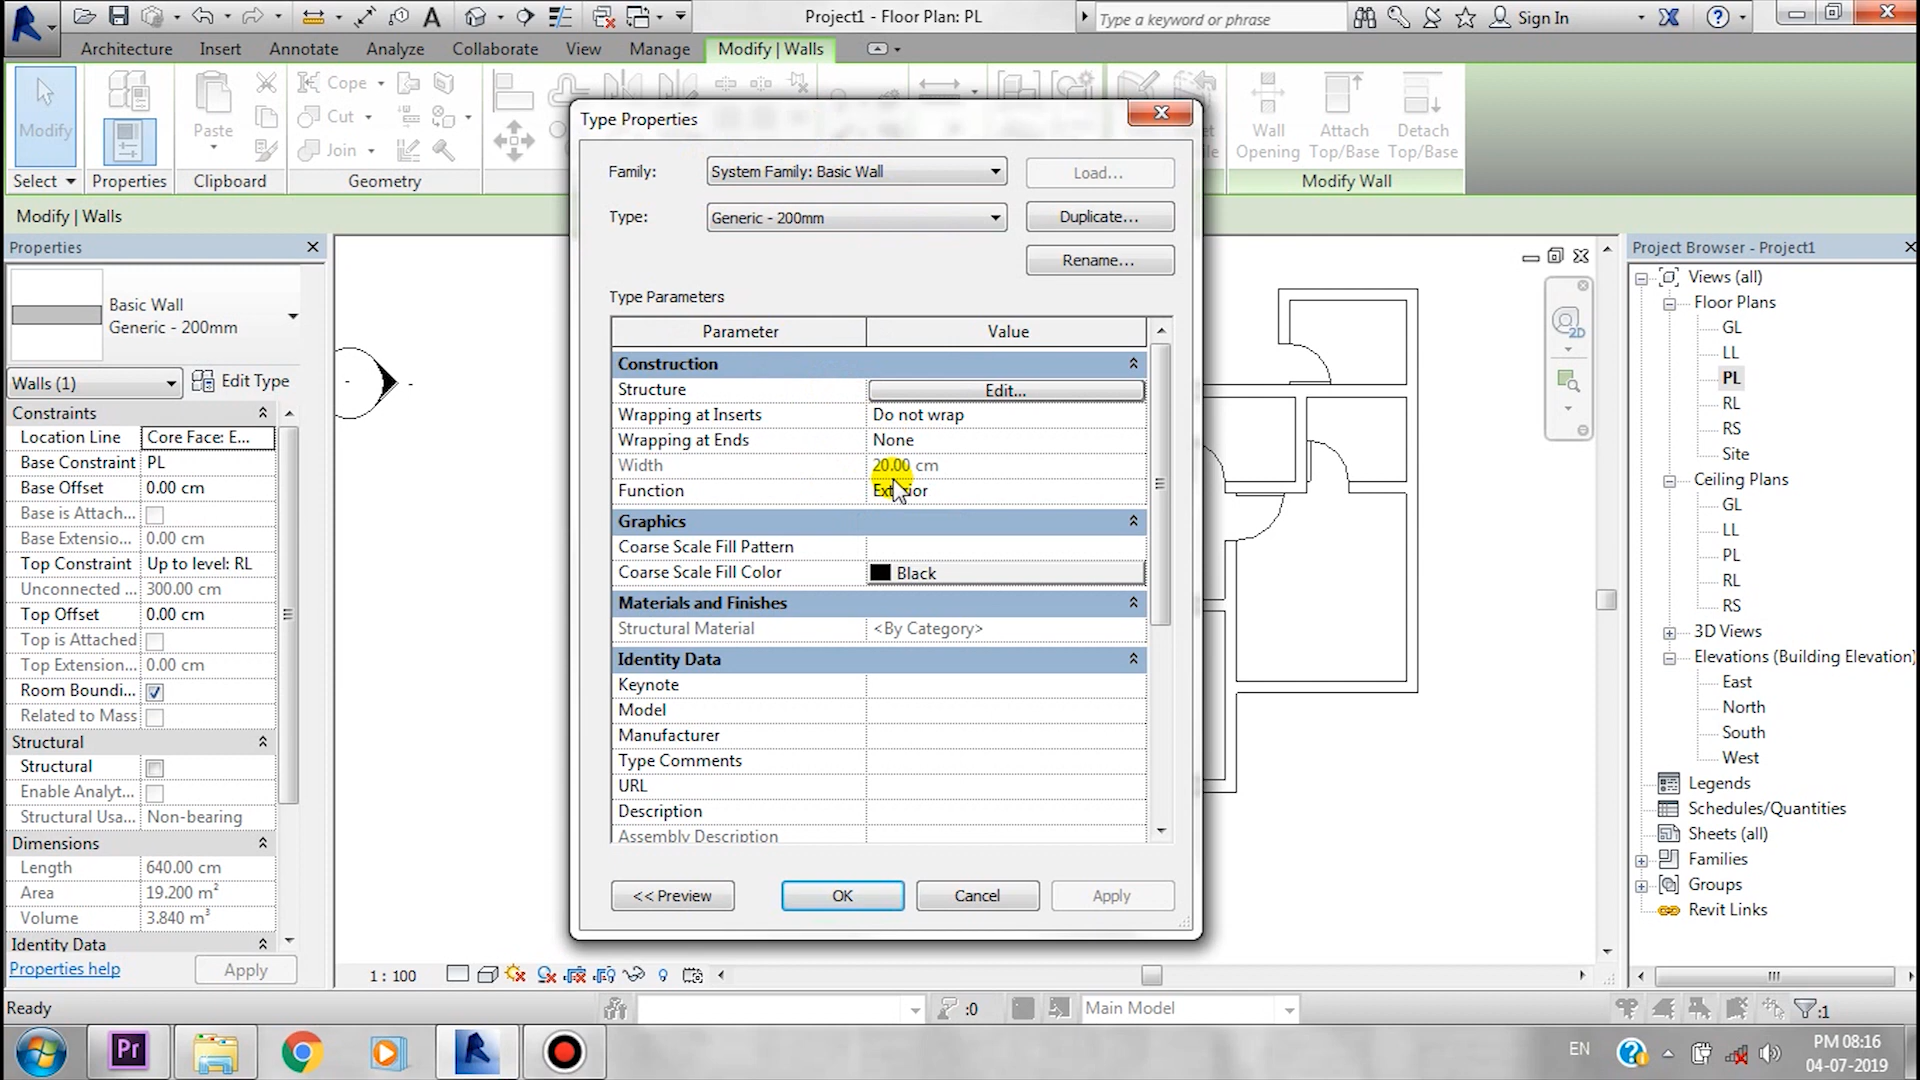 Project1 - Floor Plan: PL
Type a keyword or phrase
Sign In
Architecture Insert Annotate Analyze Collaborate View Manage Modify | Walls
Modify
Paste
Cope
Cut
Join
Wall Opening
Attach Top/Base
Detach Top/Base
Select Properties Clipboard Geometry Modify Wall
Modify | Walls
Properties
Basic Wall
Generic - 200mm
Walls (1) Edit Type
Constraints
Location Line Core Face: E...
Base Constraint PL
Base Offset 0.00 cm
Base is Attach...
Base Extensio... 0.00 cm
Top Constraint Up to level: RL
Unconnected ... 300.00 cm
Top Offset 0.00 cm
Top is Attached
Top Extension... 0.00 cm
Room Boundi...
Related to Mass
Structural
Structural
Enable Analyt...
Structural Usa... Non-bearing
Dimensions
Length 640.00 cm
Area 19.200 m²
Volume 3.840 m³
Identity Data
Properties help Apply
Type Properties
Family: System Family: Basic Wall Load...
Type: Generic - 200mm Duplicate...
Rename...
Type Parameters
Parameter Value
Construction
Structure Edit...
Wrapping at Inserts Do not wrap
Wrapping at Ends None
Width 20.00 cm
Function Exterior
Graphics
Coarse Scale Fill Pattern
Coarse Scale Fill Color Black
Materials and Finishes
Structural Material <By Category>
Identity Data
Keynote
Model
Manufacturer
Type Comments
URL
Description
Assembly Description
<< Preview OK Cancel Apply
2D
Project Browser - Project1
Views (all)
Floor Plans
GL
LL
PL
RL
RS
Site
Ceiling Plans
GL
LL
PL
RL
RS
3D Views
Elevations (Building Elevation)
East
North
South
West
Legends
Schedules/Quantities
Sheets (all)
Families
Groups
Revit Links
1 : 100
Ready
:0
Main Model
:1
Pr
EN
PM 08:16
04-07-2019